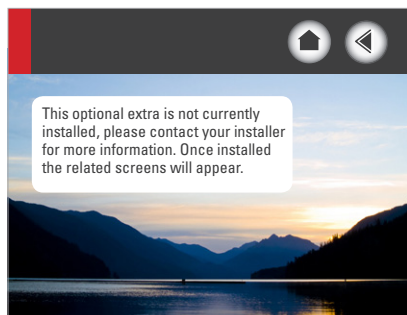 This optional extra is not currently
installed, please contact your installer
for more information. Once installed
the related screens will appear.